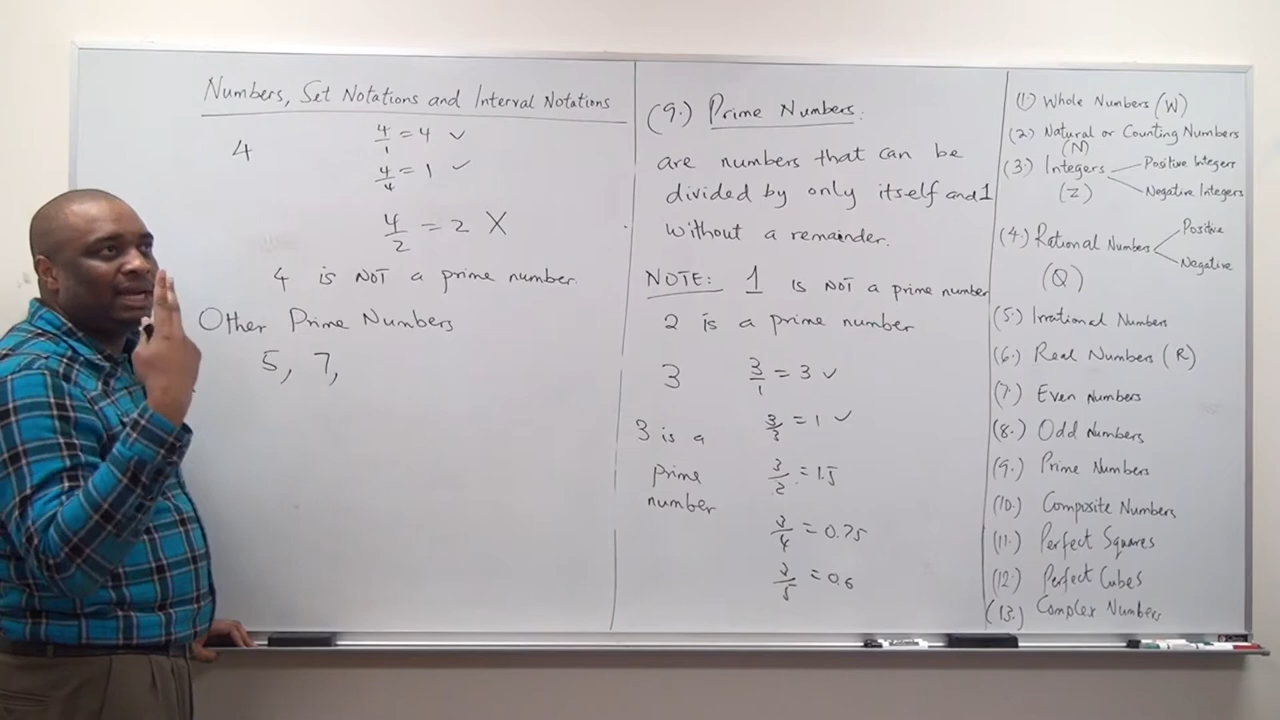 Numbers, Set Notations and Interval Notations
4
4/1 = 4 ✓
4/4 = 1 ✓
4/2 = 2 X
4 is NOT a prime number.
Other Prime Numbers
5, 7,
(9.) Prime Numbers.
are numbers that can be
divided by only itself and 1
without a remainder.
NOTE: 1 is NOT a prime number
2 is a prime number
3
3/1 = 3 ✓
3/3 = 1 ✓
3 is a
prime
number
3/2 = 1.5
3/4 = 0.75
3/5 = 0.6
(1) Whole Numbers (W)
(2) Natural or Counting Numbers
(N)
(3.) Integers
Positive Integers
Negative Integers
(Z)
(4.) Rational Numbers
Positive
Negative
(Q)
(5.) Irrational Numbers
(6.) Real Numbers (R)
(7.) Even Numbers
(8.) Odd Numbers
(9.) Prime Numbers
(10.) Composite Numbers
(11.) Perfect Squares
(12.) Perfect Cubes
(13.) Complex Numbers